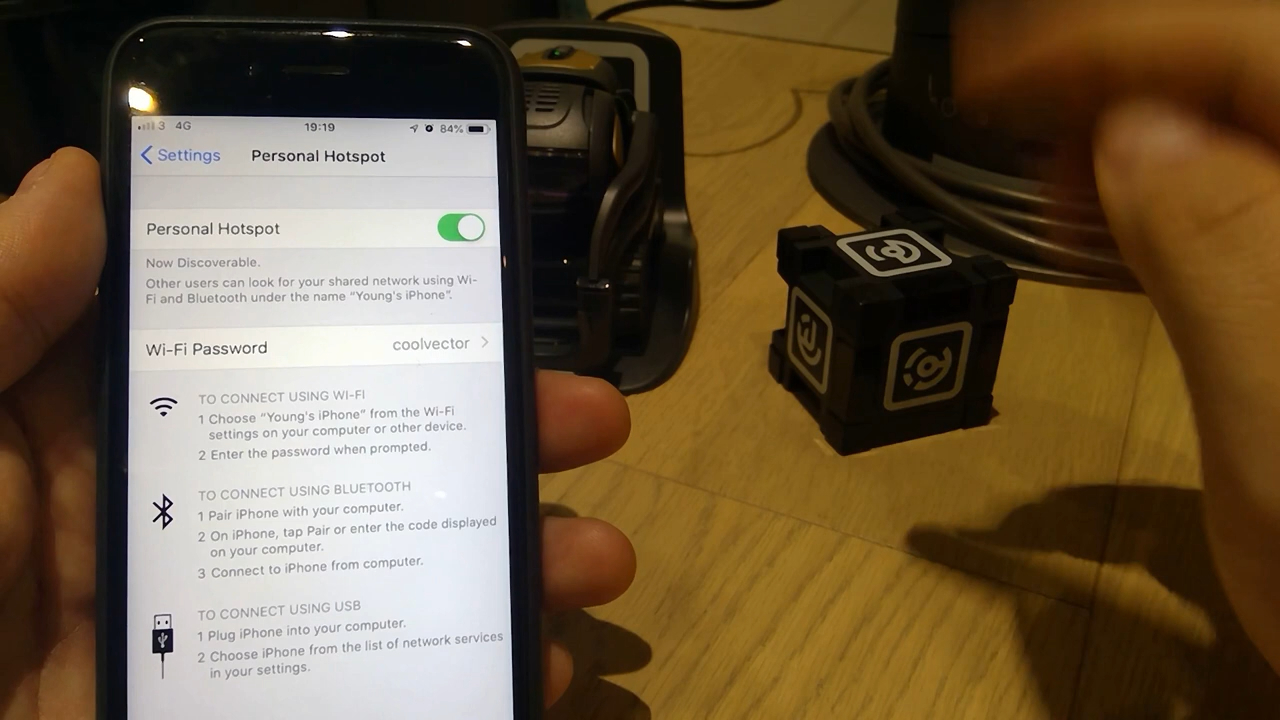 3 4G 19:19 84%
Settings Personal Hotspot
Personal Hotspot
Now Discoverable.
Other users can look for your shared network using Wi-
Fi and Bluetooth under the name “Young's iPhone”.
Wi-Fi Password coolvector
TO CONNECT USING WI-FI
1 Choose “Young's iPhone” from the Wi-Fi
settings on your computer or other device.
2 Enter the password when prompted.
TO CONNECT USING BLUETOOTH
1 Pair iPhone with your computer.
2 On iPhone, tap Pair or enter the code displayed
on your computer.
3 Connect to iPhone from computer.
TO CONNECT USING USB
1 Plug iPhone into your computer.
2 Choose iPhone from the list of network services
in your settings.